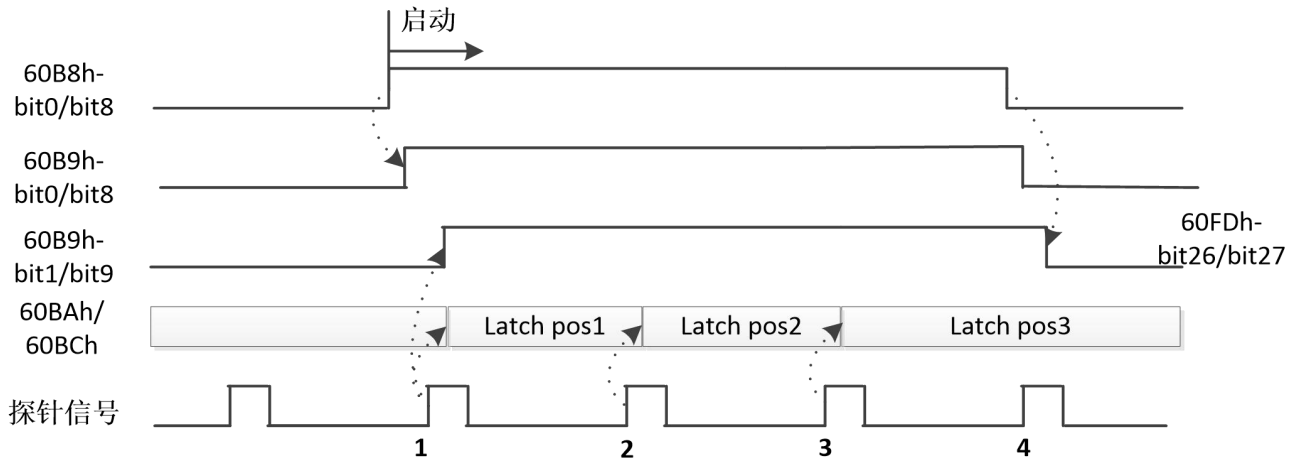 启动
60B8h-
bit0/bit8
60B9h-
bit0/bit8
60B9h-
bit1/bit9
60FDh-
bit26/bit27
60BAh/
60BCh
Latch pos1
Latch pos2
Latch pos3
探针信号
1
2
3
4